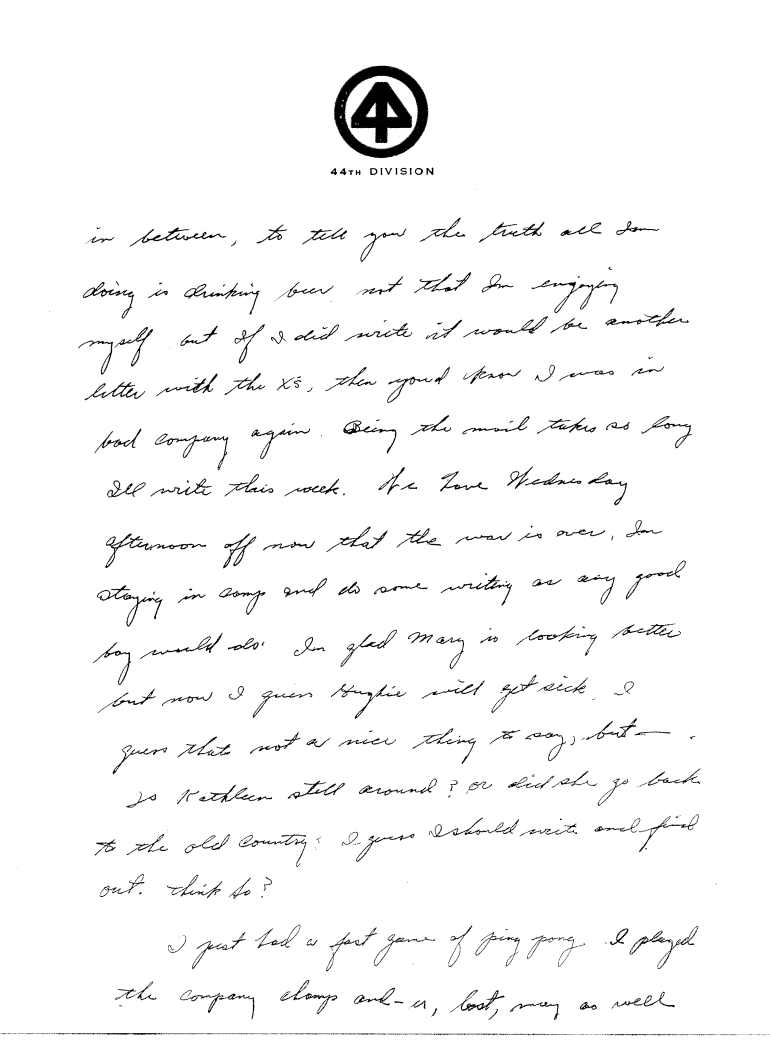 44TH DIVISION
in between, to tell you the truth all Im
doing is drinking beer not that Im enjoying
myself but If I did write it would be another
letter with the X's, then youd know I was in
bad company again. Being the mail takes so long
Ill write this week. We have Wednesday
afternoon off now that the war is over, Im
staying in camp and do some writing as any good
boy would do. Im glad Mary is looking better
but now I guess Hughie will get sick. I
guess thats not a nice thing to say, but — .
Is Kathleen still around? or did she go back
to the old country? I guess I should write and find
out. Think so?
I just had a fast game of ping pong. I played
the company champ and - er, lost, may as well